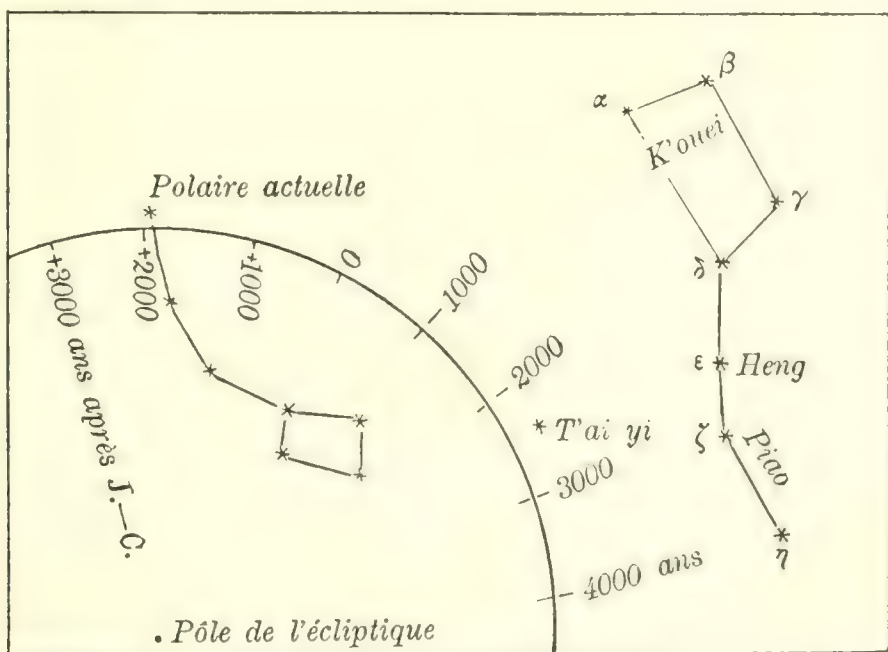 β
α
K'ouei
γ
Polaire actuelle
δ
+3000 ans après J.—C.
+2000
+1000
0
— 1000
— 2000
ε Heng
* T'ai yi
ζ
Piao
— 3000
η
— 4000 ans
. Pôle de l'écliptique